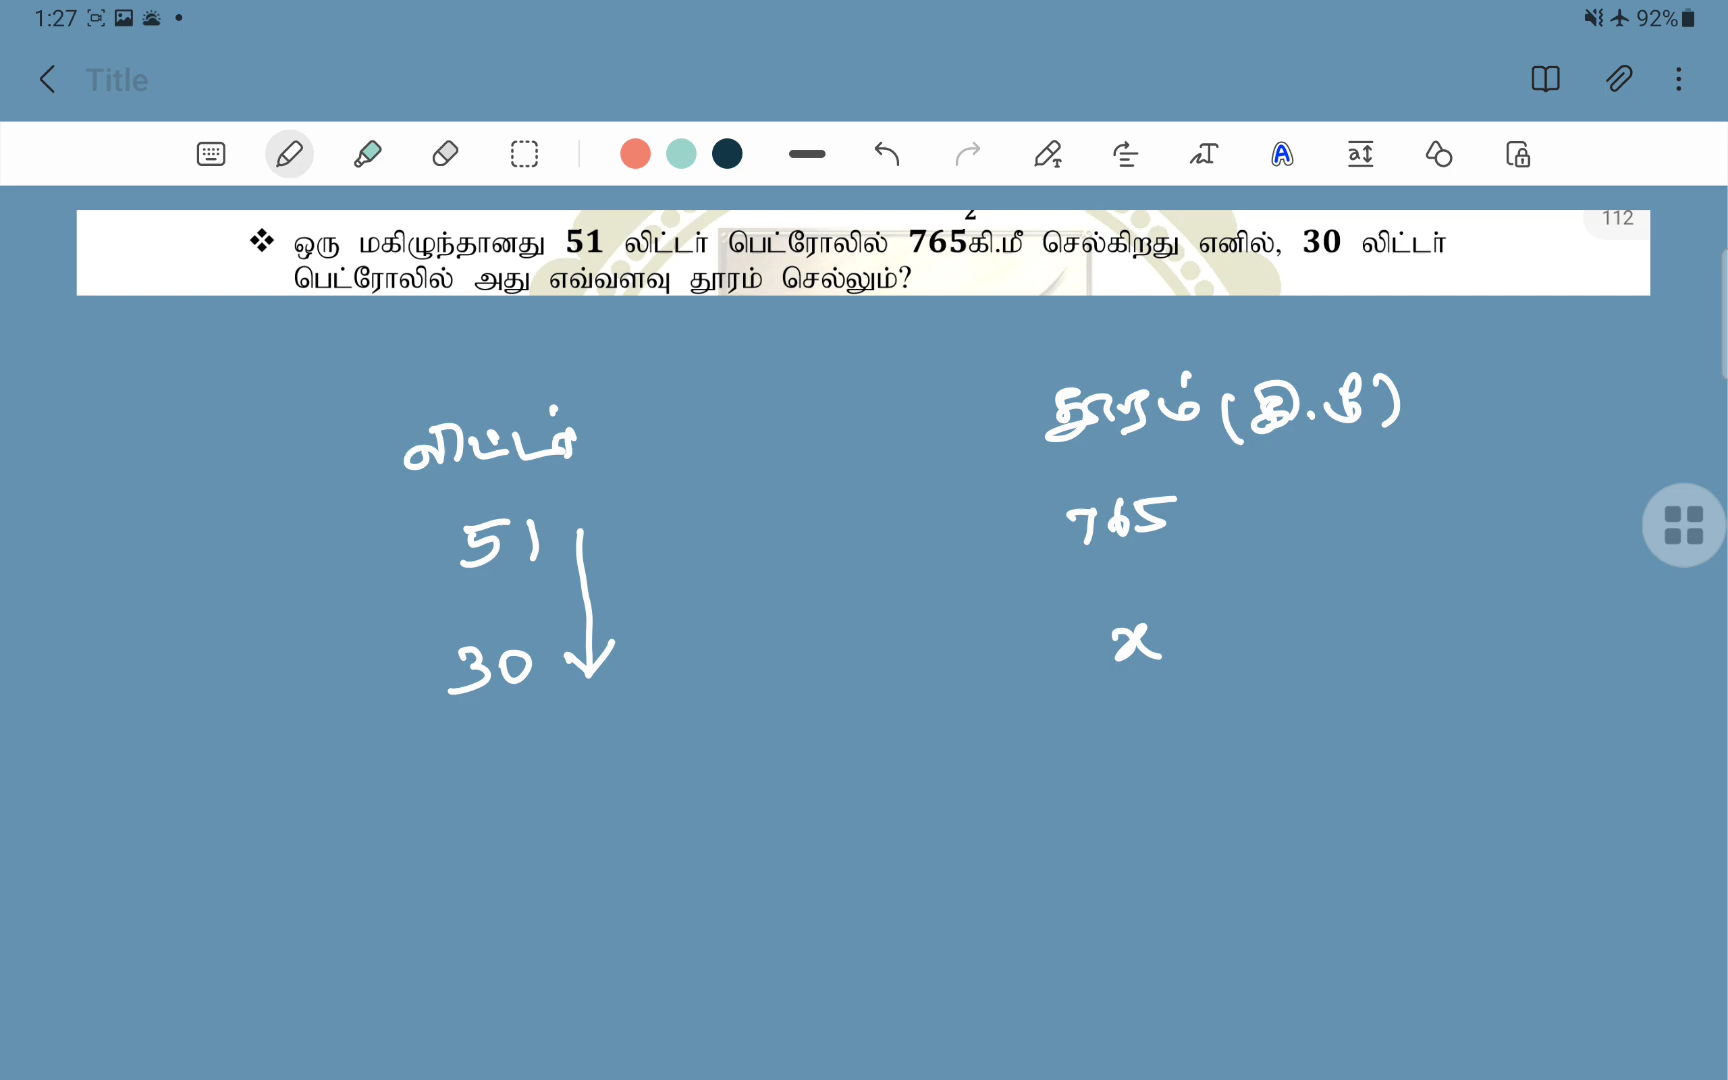 1:27 92%
Title
2
112
❖ ஒரு மகிழுந்தானது 51 லிட்டர் பெட்ரோலில் 765கி.மீ செல்கிறது எனில், 30 லிட்டர்
பெட்ரோலில் அது எவ்வளவு தூரம் செல்லும்?
லிட்டர் தூரம் (கி.மீ)
51 765
30 x